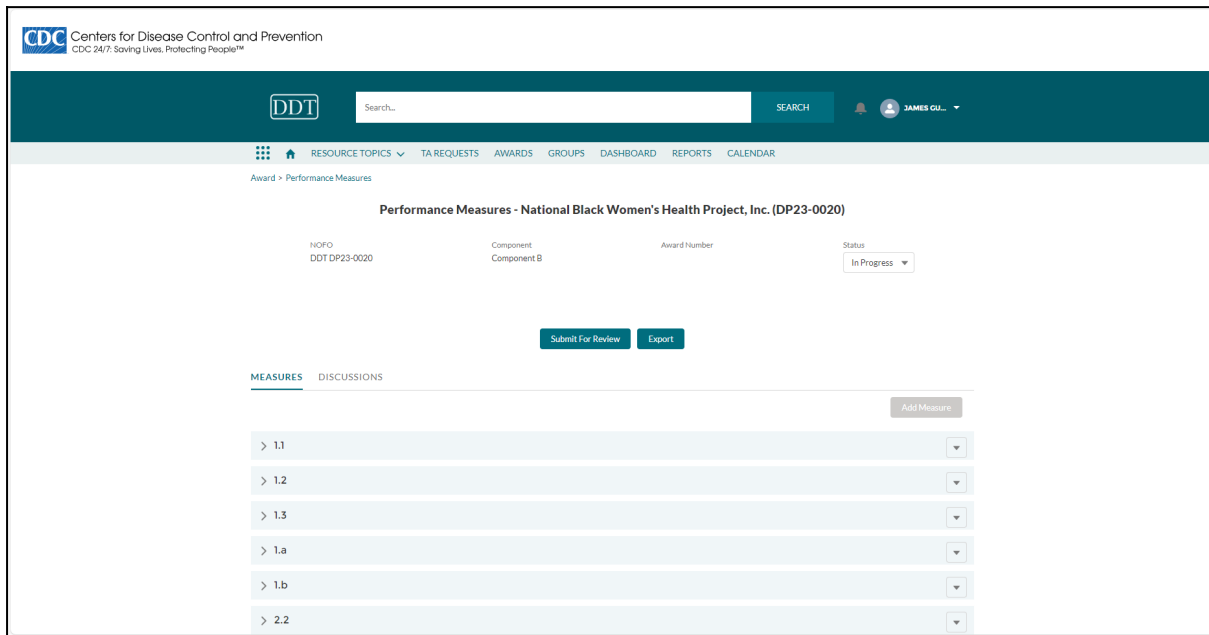 CDC Centers for Disease Control and Prevention
CDC 24/7: Saving Lives, Protecting People™
DDT Search... SEARCH JAMES GU...
RESOURCE TOPICS TA REQUESTS AWARDS GROUPS DASHBOARD REPORTS CALENDAR
Award > Performance Measures
Performance Measures - National Black Women's Health Project, Inc. (DP23-0020)
NOFO Component Award Number Status
DDT DP23-0020 Component B In Progress
Submit For Review Export
MEASURES DISCUSSIONS
Add Measure
> 1.1
> 1.2
> 1.3
> 1.a
> 1.b
> 2.2